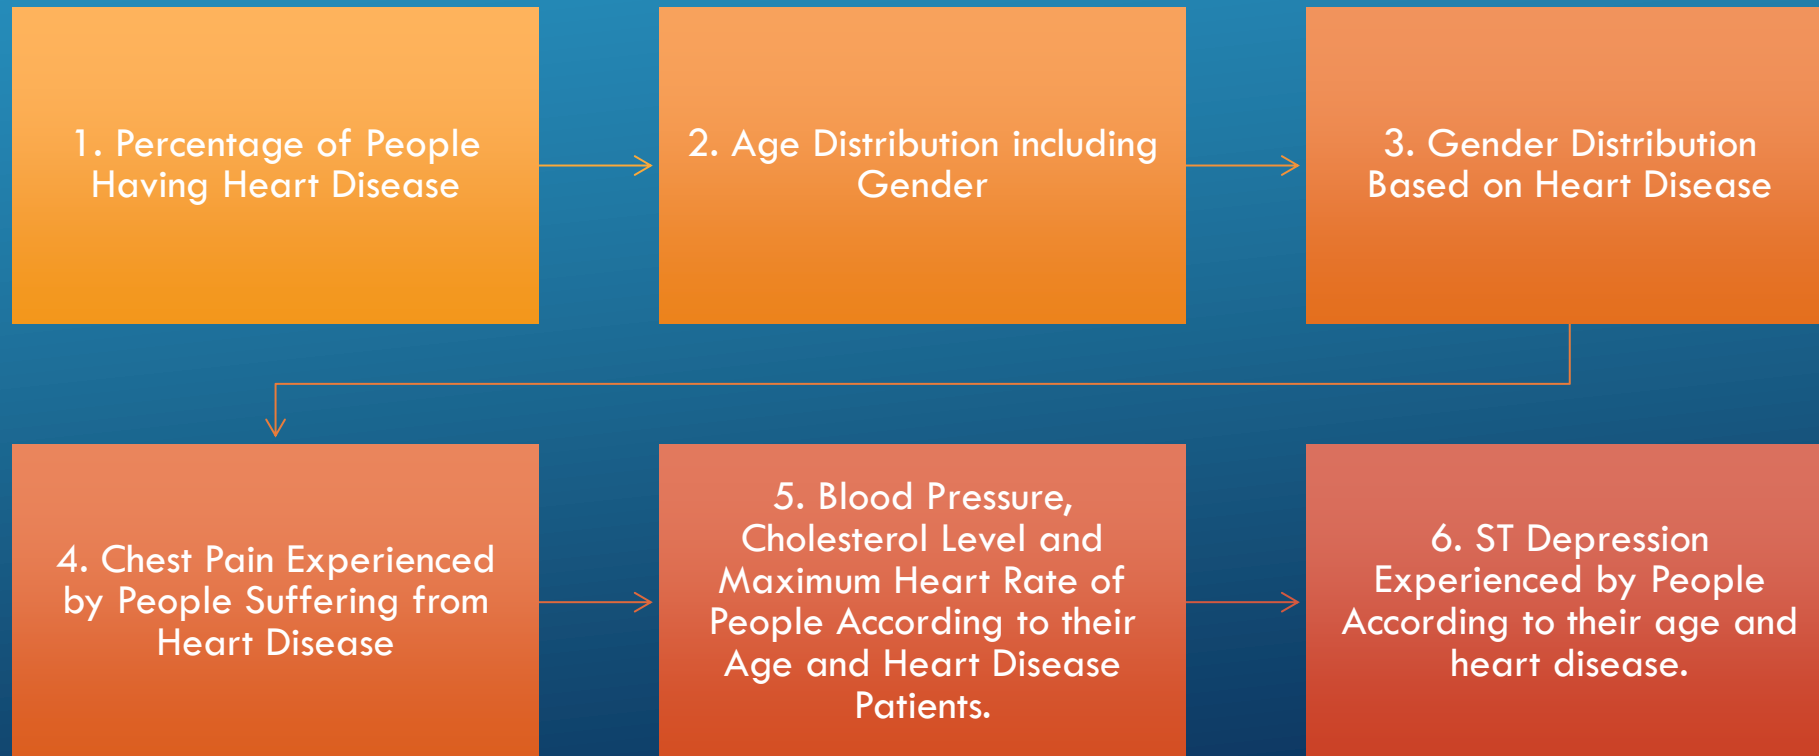 1. Percentage of People
Having Heart Disease
2. Age Distribution including
Gender
3. Gender Distribution
Based on Heart Disease
4. Chest Pain Experienced
by People Suffering from
Heart Disease
5. Blood Pressure,
Cholesterol Level and
Maximum Heart Rate of
People According to their
Age and Heart Disease
Patients.
6. ST Depression
Experienced by People
According to their age and
heart disease.